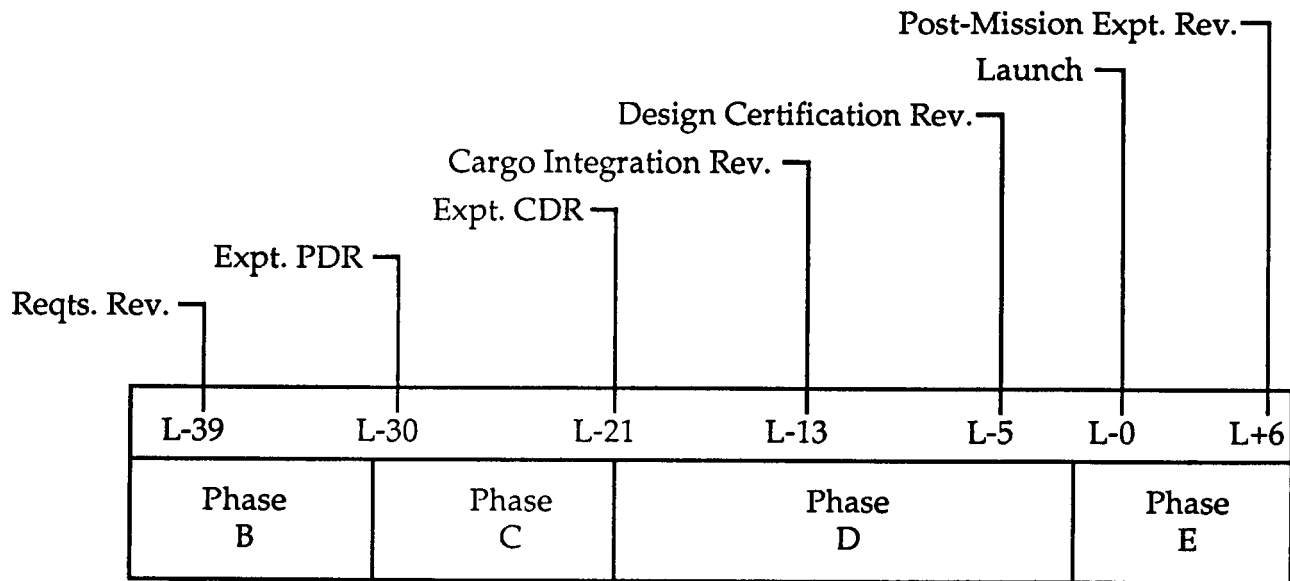 Post-Mission Expt. Rev.
Launch
Design Certification Rev.
Cargo Integration Rev.
Expt. CDR
Expt. PDR
Reqts. Rev.
L-39 L-30 L-21 L-13 L-5 L-0 L+6
Phase B
Phase C
Phase D
Phase E